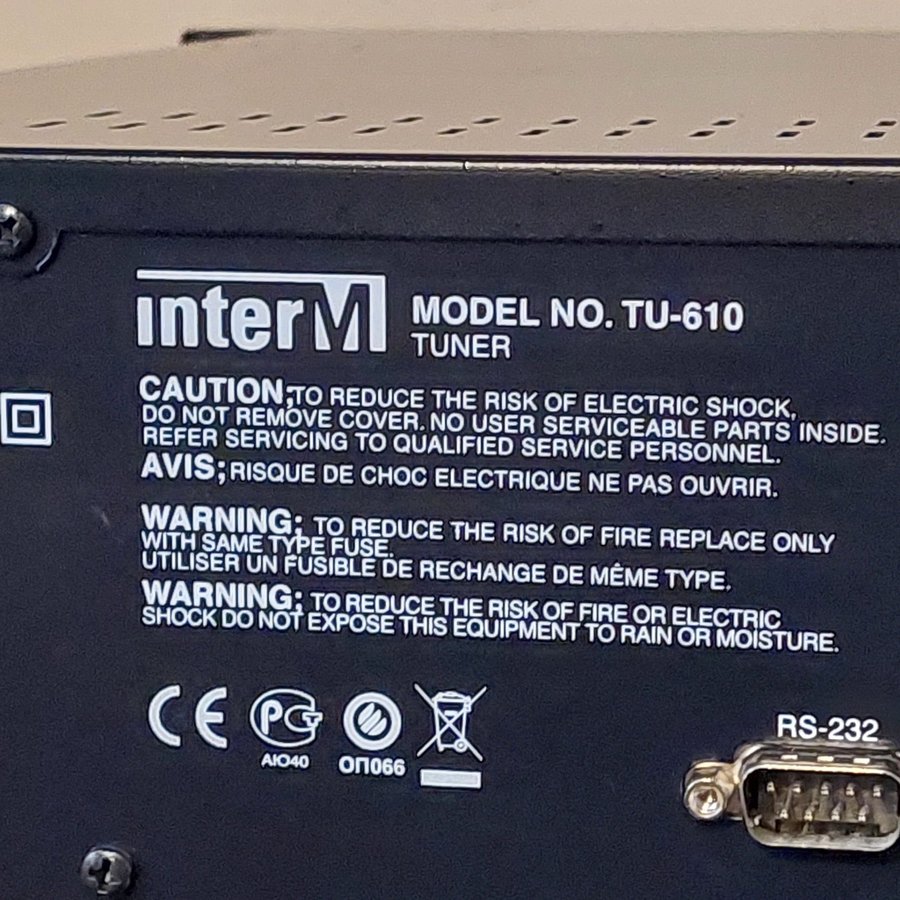 interM
MODEL NO. TU-610
TUNER
CAUTION;TO REDUCE THE RISK OF ELECTRIC SHOCK,
DO NOT REMOVE COVER. NO USER SERVICEABLE PARTS INSIDE.
REFER SERVICING TO QUALIFIED SERVICE PERSONNEL.
AVIS;RISQUE DE CHOC ELECTRIQUE NE PAS OUVRIR.
WARNING; TO REDUCE THE RISK OF FIRE REPLACE ONLY
WITH SAME TYPE FUSE.
UTILISER UN FUSIBLE DE RECHANGE DE MÊME TYPE.
WARNING; TO REDUCE THE RISK OF FIRE OR ELECTRIC
SHOCK DO NOT EXPOSE THIS EQUIPMENT TO RAIN OR MOISTURE.
CE
АЮ40
ОП066
RS-232